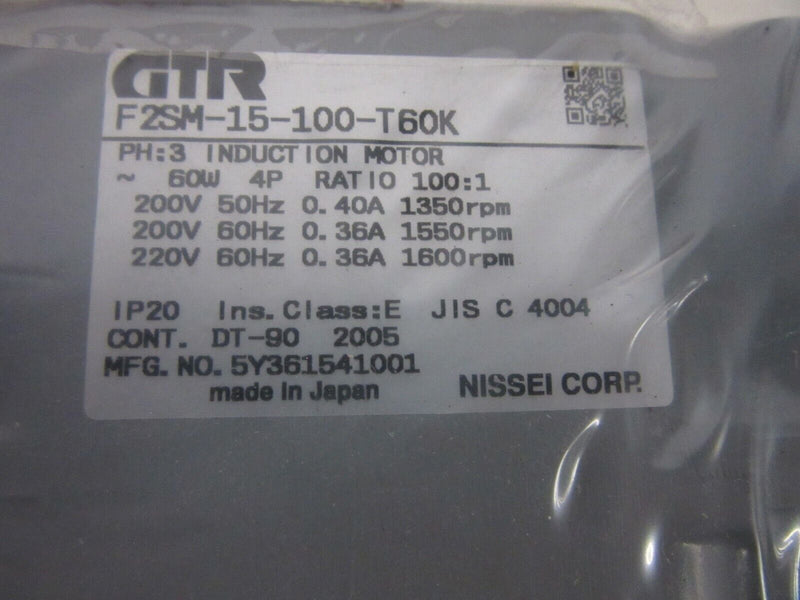 GTR
F2SM-15-100-T60K
PH:3 INDUCTION MOTOR
~ 60W 4P RATIO 100:1
200V 50Hz 0.40A 1350rpm
200V 60Hz 0.36A 1550rpm
220V 60Hz 0.36A 1600rpm
IP20 Ins.Class:E JIS C 4004
CONT. DT-90 2005
MFG.NO.5Y361541001
made in Japan NISSEI CORP.